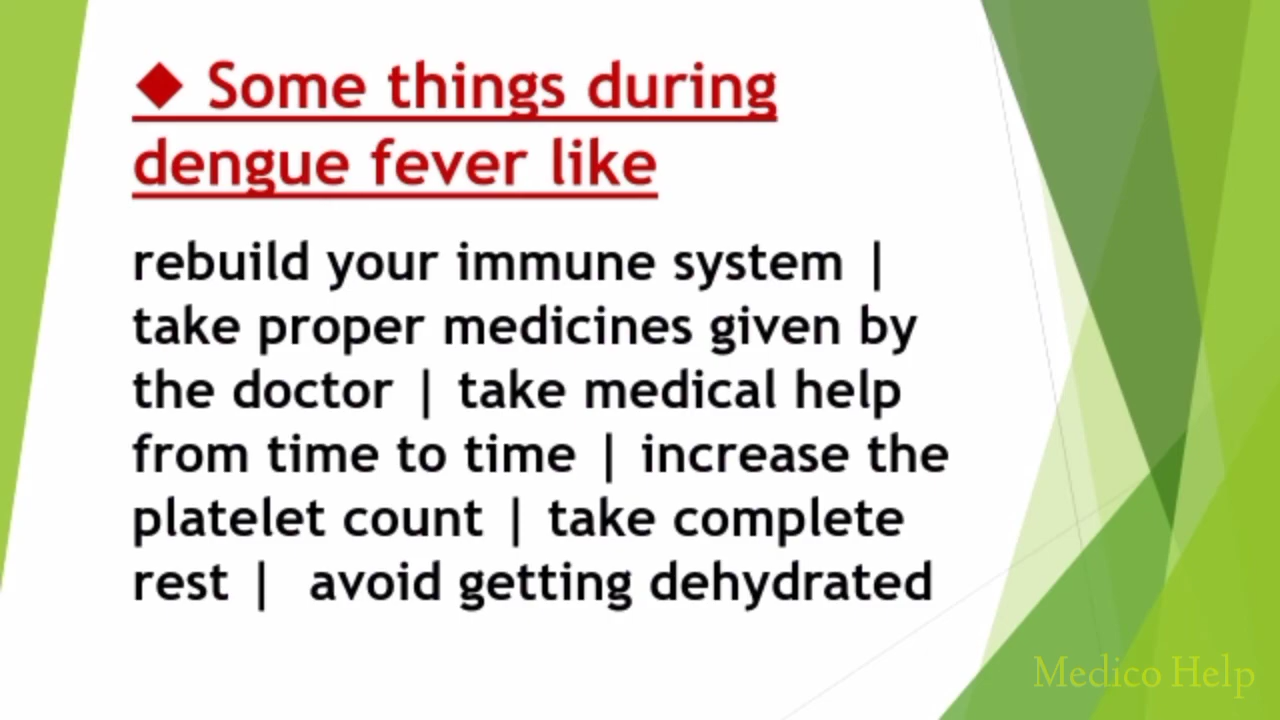 ◆ Some things during
dengue fever like
rebuild your immune system |
take proper medicines given by
the doctor | take medical help
from time to time | increase the
platelet count | take complete
rest |  avoid getting dehydrated
Medico Help